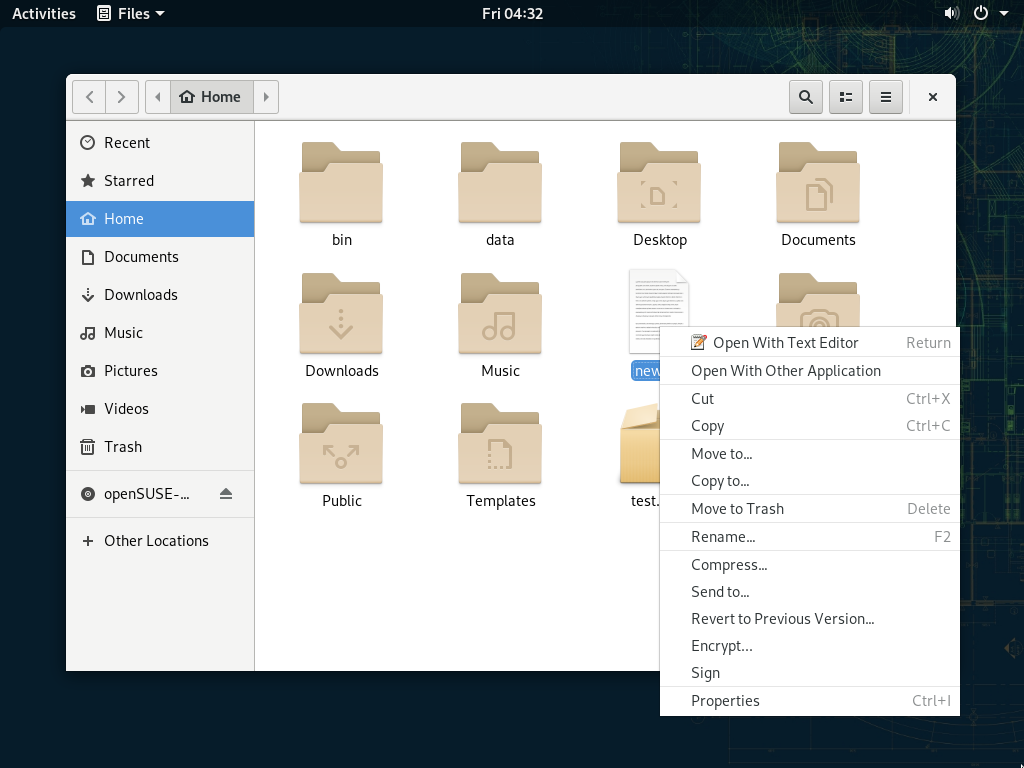 Activities Files Fri 04:32
Home
Recent
Starred
Home
Documents
Downloads
Music
Pictures
Videos
Trash
openSUSE-...
Other Locations
bin data Desktop Documents
Downloads Music new
Public Templates test.
Open With Text Editor Return
Open With Other Application
Cut Ctrl+X
Copy Ctrl+C
Move to...
Copy to...
Move to Trash Delete
Rename... F2
Compress...
Send to...
Revert to Previous Version...
Encrypt...
Sign
Properties Ctrl+I